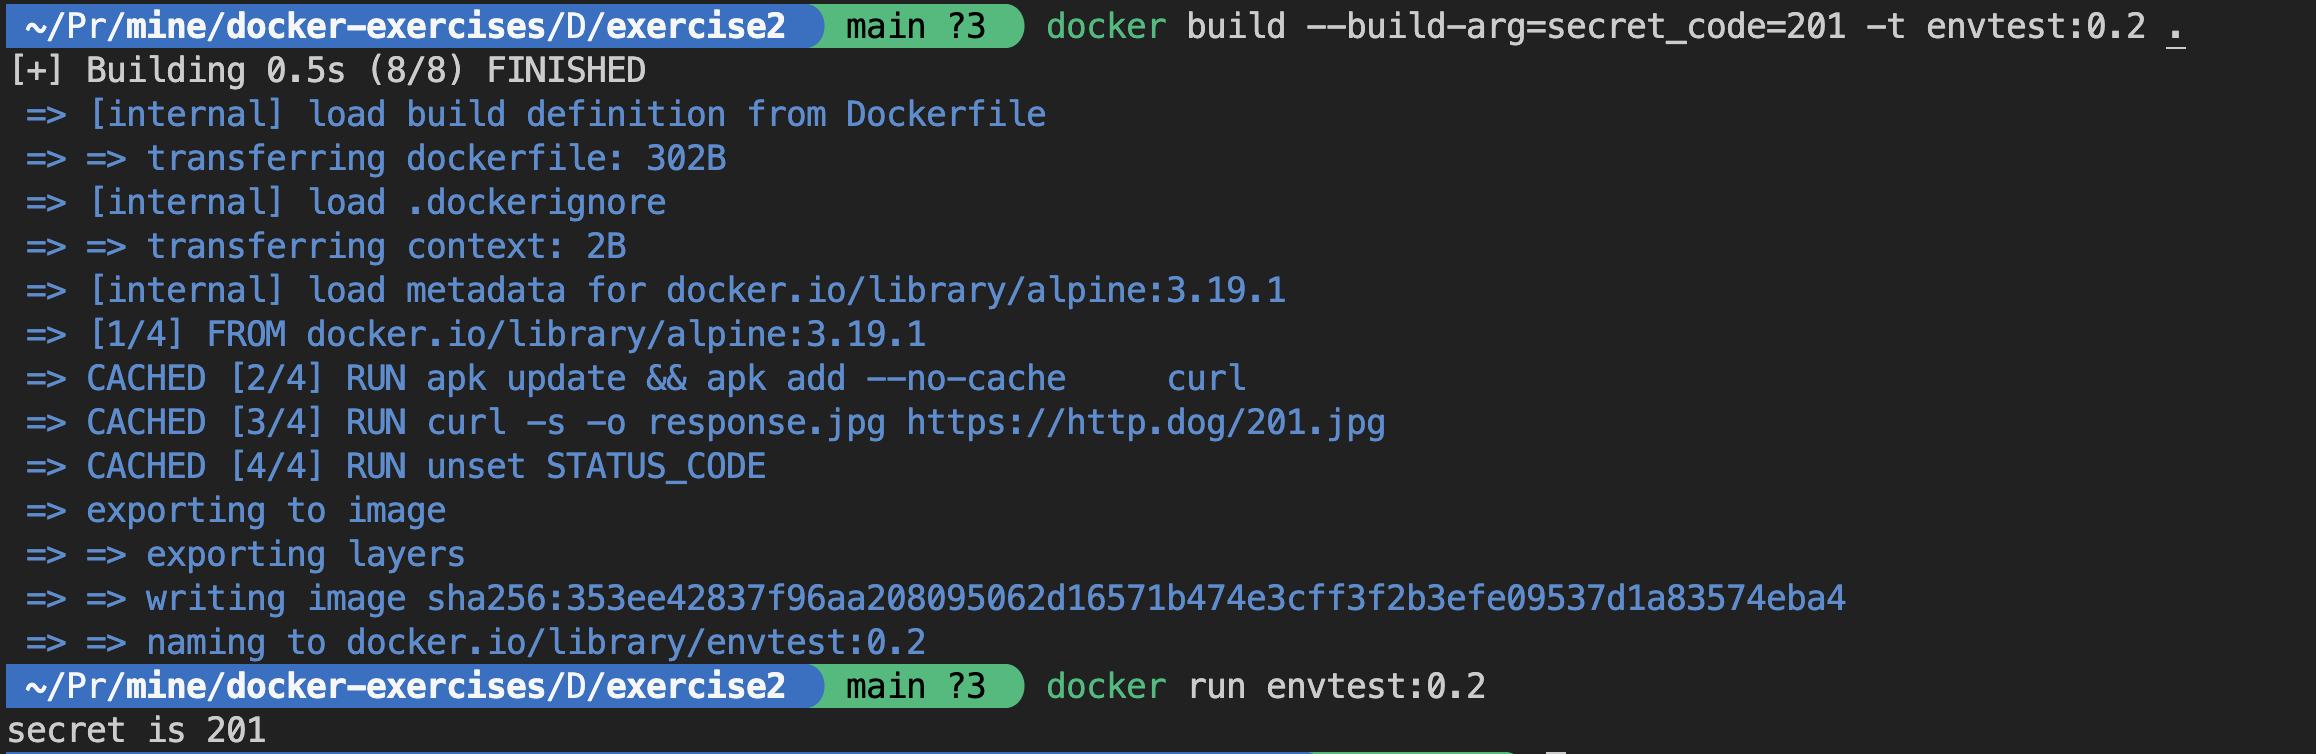 ~/Pr/mine/docker-exercises/D/exercise2 main ?3 docker build --build-arg=secret_code=201 -t envtest:0.2 .
[+] Building 0.5s (8/8) FINISHED
=> [internal] load build definition from Dockerfile
=> => transferring dockerfile: 302B
=> [internal] load .dockerignore
=> => transferring context: 2B
=> [internal] load metadata for docker.io/library/alpine:3.19.1
=> [1/4] FROM docker.io/library/alpine:3.19.1
=> CACHED [2/4] RUN apk update && apk add --no-cache     curl
=> CACHED [3/4] RUN curl -s -o response.jpg https://http.dog/201.jpg
=> CACHED [4/4] RUN unset STATUS_CODE
=> exporting to image
=> => exporting layers
=> => writing image sha256:353ee42837f96aa208095062d16571b474e3cff3f2b3efe09537d1a83574eba4
=> => naming to docker.io/library/envtest:0.2
~/Pr/mine/docker-exercises/D/exercise2 main ?3 docker run envtest:0.2
secret is 201